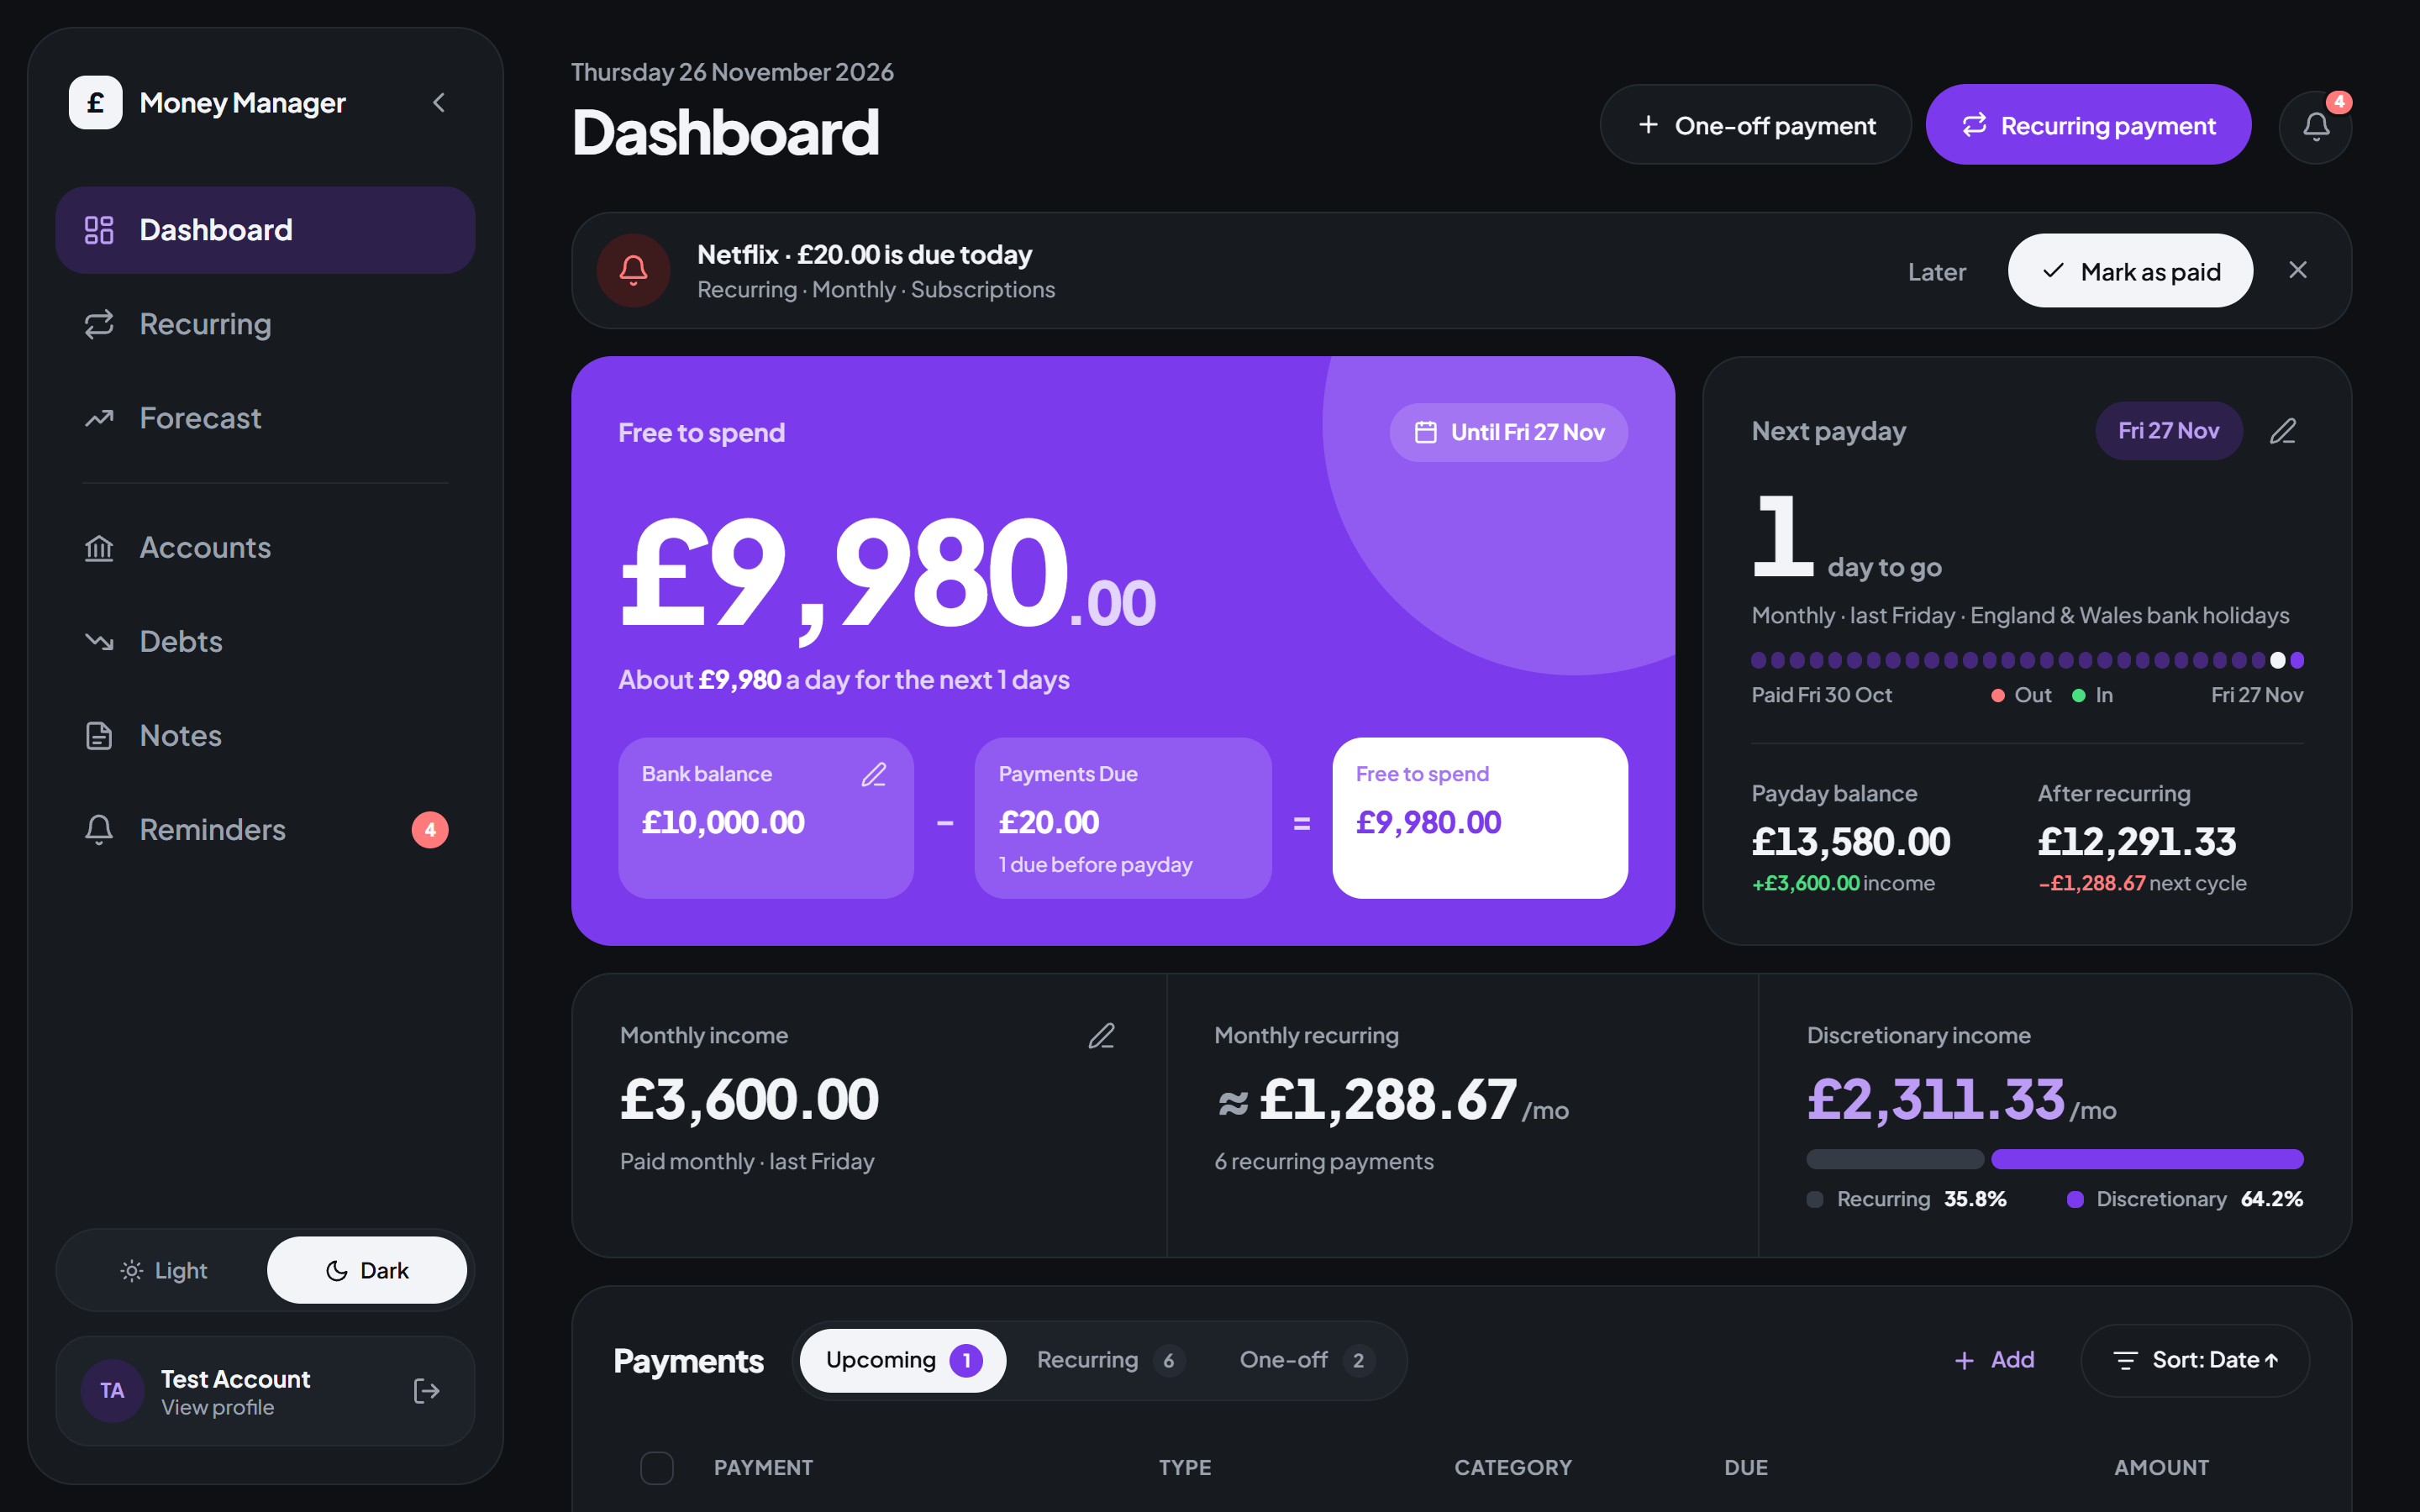 £ Money Manager
Dashboard
Recurring
Forecast
Accounts
Debts
Notes
Reminders 4
Light Dark
TA Test Account
View profile
Thursday 26 November 2026
Dashboard
+ One-off payment
Recurring payment
4
Netflix · £20.00 is due today
Recurring · Monthly · Subscriptions
Later
Mark as paid
Free to spend
Until Fri 27 Nov
£9,980.00
About £9,980 a day for the next 1 days
Bank balance
£10,000.00
–
Payments Due
£20.00
1 due before payday
=
Free to spend
£9,980.00
Next payday
Fri 27 Nov
1 day to go
Monthly · last Friday · England & Wales bank holidays
Paid Fri 30 Oct Out In Fri 27 Nov
Payday balance
£13,580.00
+£3,600.00 income
After recurring
£12,291.33
−£1,288.67 next cycle
Monthly income
£3,600.00
Paid monthly · last Friday
Monthly recurring
≈ £1,288.67 /mo
6 recurring payments
Discretionary income
£2,311.33 /mo
Recurring 35.8% Discretionary 64.2%
Payments
Upcoming 1 Recurring 6 One-off 2
+ Add
Sort: Date ↑
PAYMENT TYPE CATEGORY DUE AMOUNT